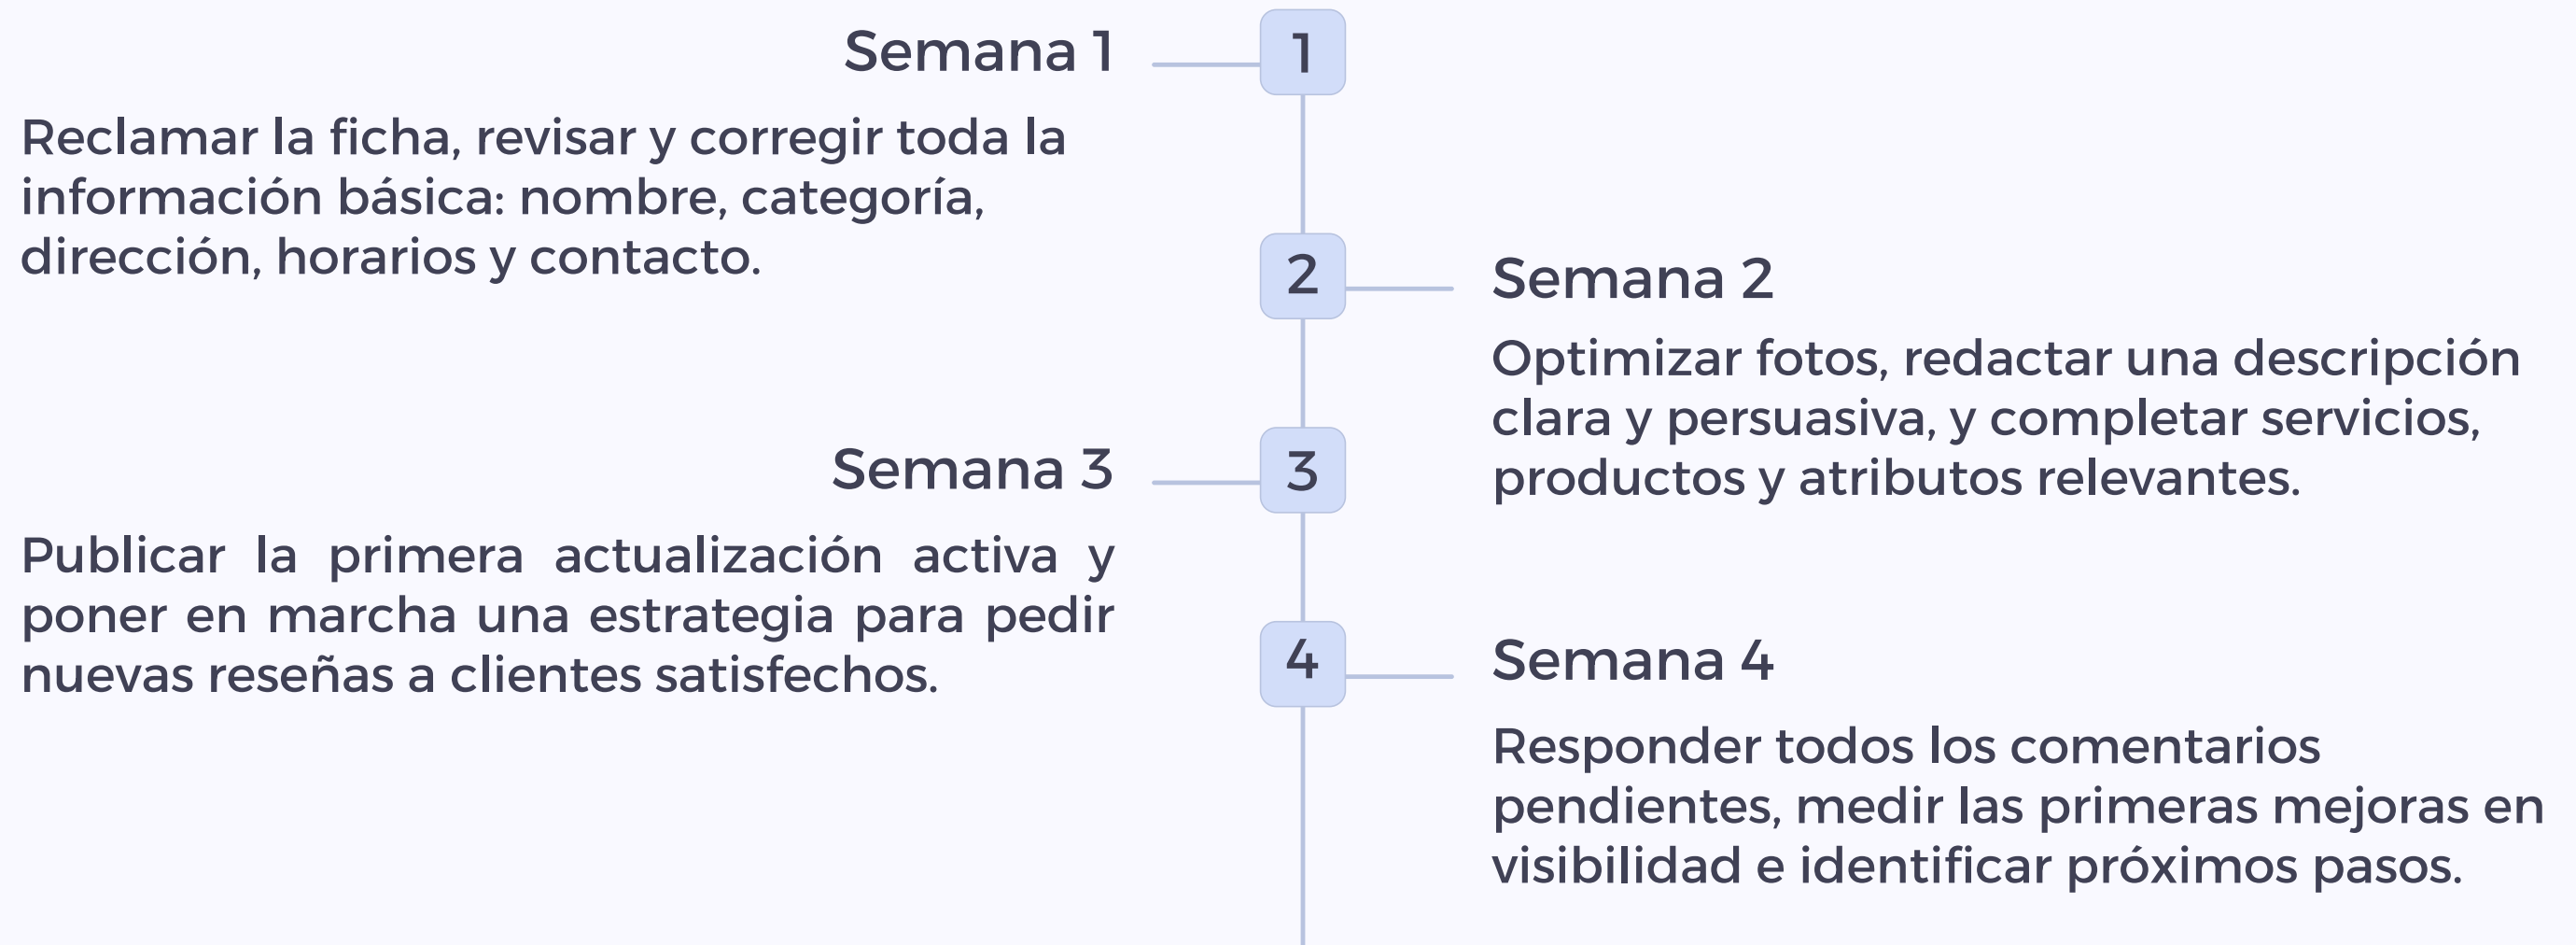 Semana 1
1
Reclamar la ficha, revisar y corregir toda la
información básica: nombre, categoría,
dirección, horarios y contacto.
2
Semana 2
Optimizar fotos, redactar una descripción
clara y persuasiva, y completar servicios,
productos y atributos relevantes.
Semana 3
3
Publicar la primera actualización activa y
poner en marcha una estrategia para pedir
nuevas reseñas a clientes satisfechos.
4
Semana 4
Responder todos los comentarios
pendientes, medir las primeras mejoras en
visibilidad e identificar próximos pasos.